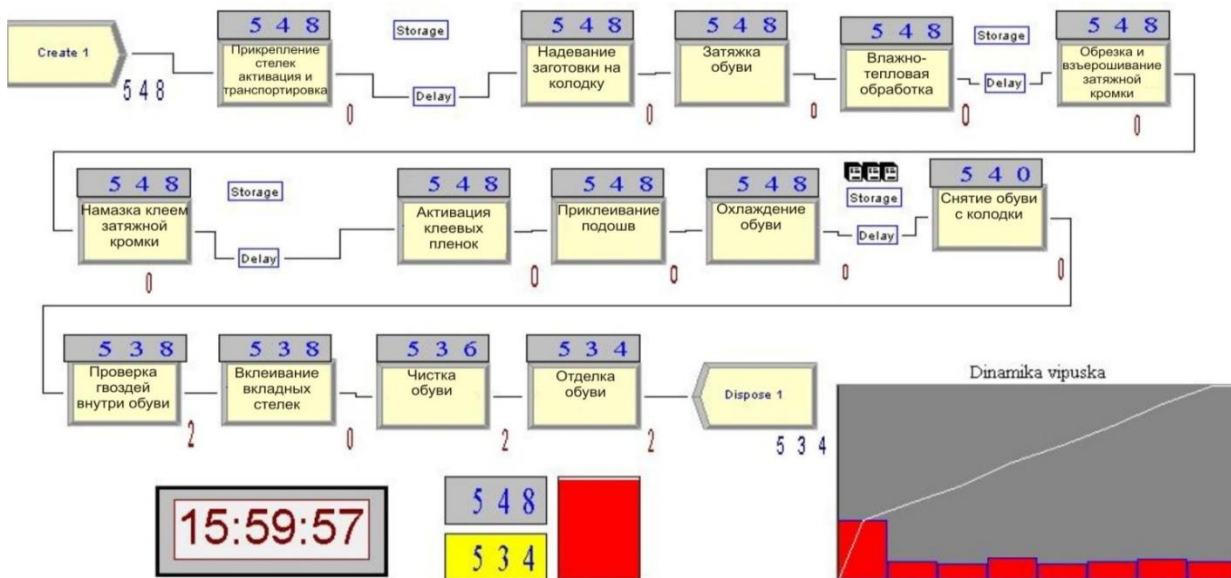 548
Storage
548
548
548
Storage
548
Create 1
548
Прикрепление
стелек
активация и
транспортировка
0
Delay
Надевание
заготовки на
колодку
0
Затяжка
обуви
0
Влажно-
тепловая
обработка
0
Delay
Обрезка и
взъерошивание
затяжной
кромки
0
548
Storage
548
548
548
Storage
540
Намазка клеем
затяжной
кромки
0
Delay
Активация
клеевых
пленок
0
Приклеивание
подошв
0
Охлаждение
обуви
0
Delay
Снятие обуви
с колодки
0
538
538
536
534
Проверка
гвоздей
внутри обуви
2
Вклеивание
вкладных
стелек
0
Чистка
обуви
2
Отделка
обуви
2
Dispose 1
534
Dinamika vipuska
15:59:57
548
534